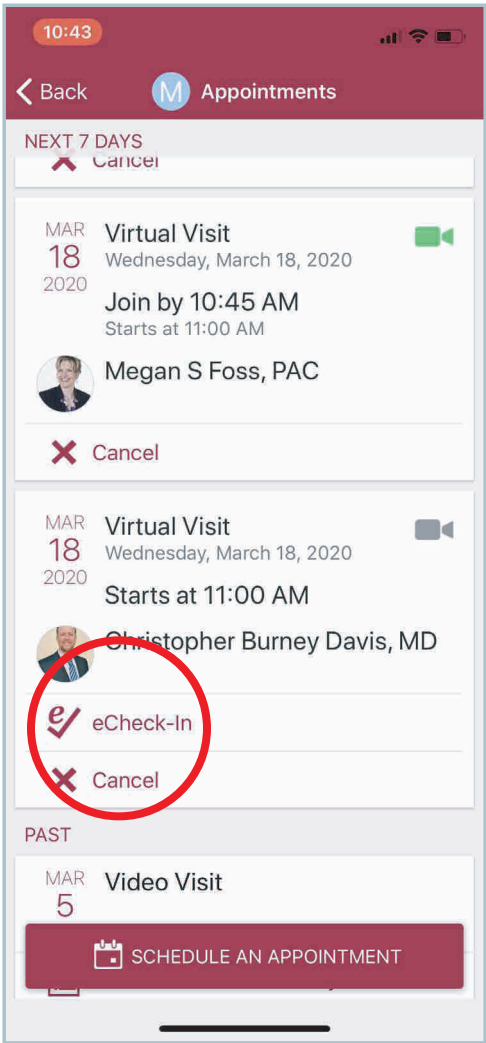 10:43
Back
M
Appointments
NEXT 7 DAYS
Cancel
MAR
18
2020
Virtual Visit
Wednesday, March 18, 2020
Join by 10:45 AM
Starts at 11:00 AM
Megan S Foss, PAC
Cancel
MAR
18
2020
Virtual Visit
Wednesday, March 18, 2020
Starts at 11:00 AM
Christopher Burney Davis, MD
eCheck-In
Cancel
PAST
MAR
5
Video Visit
SCHEDULE AN APPOINTMENT